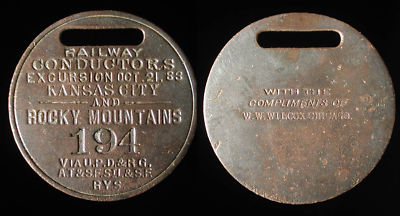 RAILWAY
CONDUCTORS
EXCURSION OCT. 21, 83
KANSAS CITY
AND
ROCKY MOUNTAINS
194
VIA U.P.D.& R.G.
A.T.& S.F. S.L.& S.F.
RYS.
WITH THE
COMPLIMENTS OF
W.W. WILCOX CHICAGO.